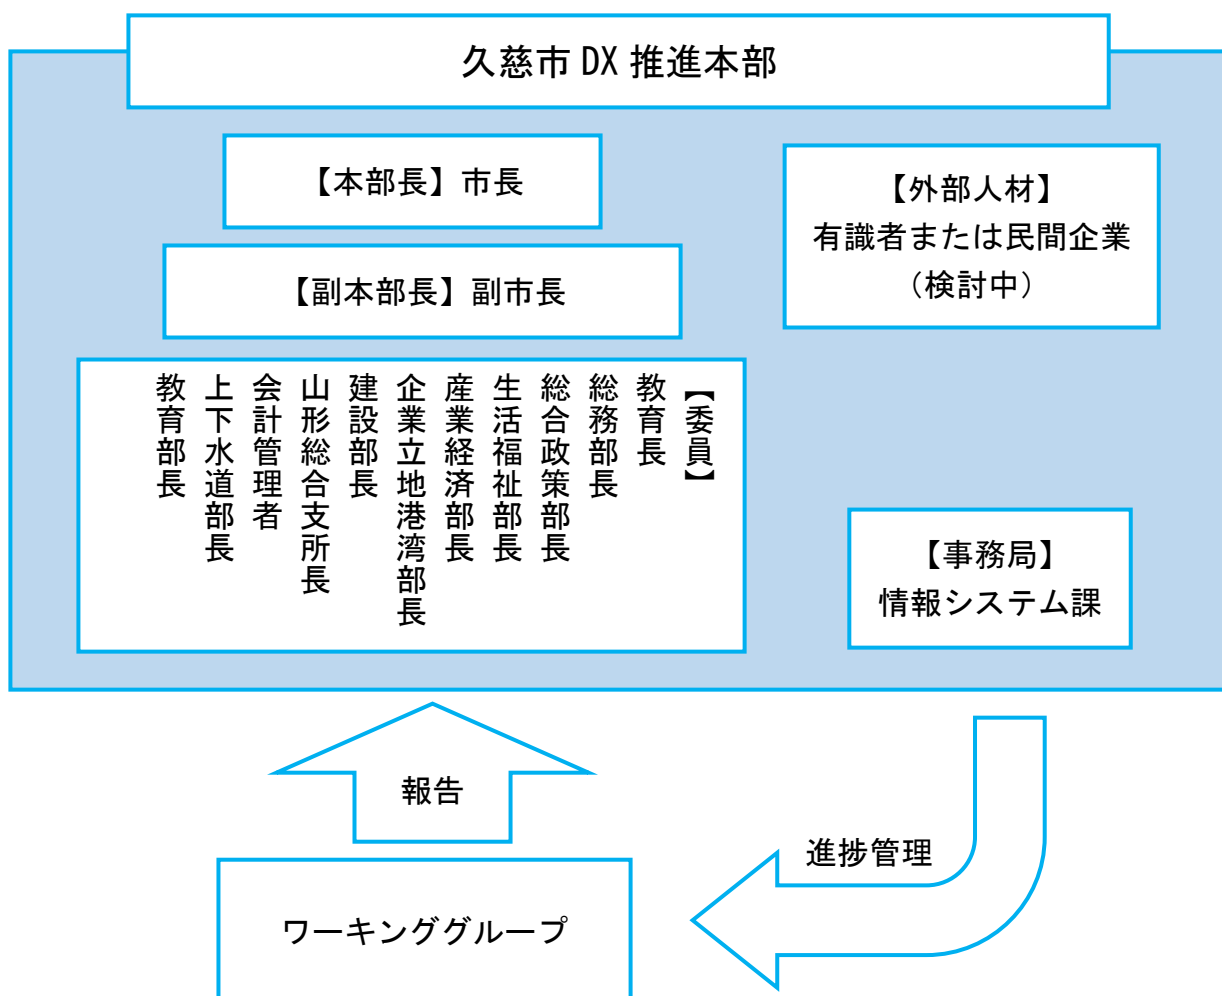 久慈市 DX 推進本部
【本部長】市長
【副本部長】副市長
【委員】
教育長
総務部長
総合政策部長
生活福祉部長
産業経済部長
企業立地港湾部長
建設部長
山形総合支所長
会計管理者
上下水道部長
教育部長
【外部人材】
有識者または民間企業
（検討中）
【事務局】
情報システム課
報告
進捗管理
ワーキンググループ